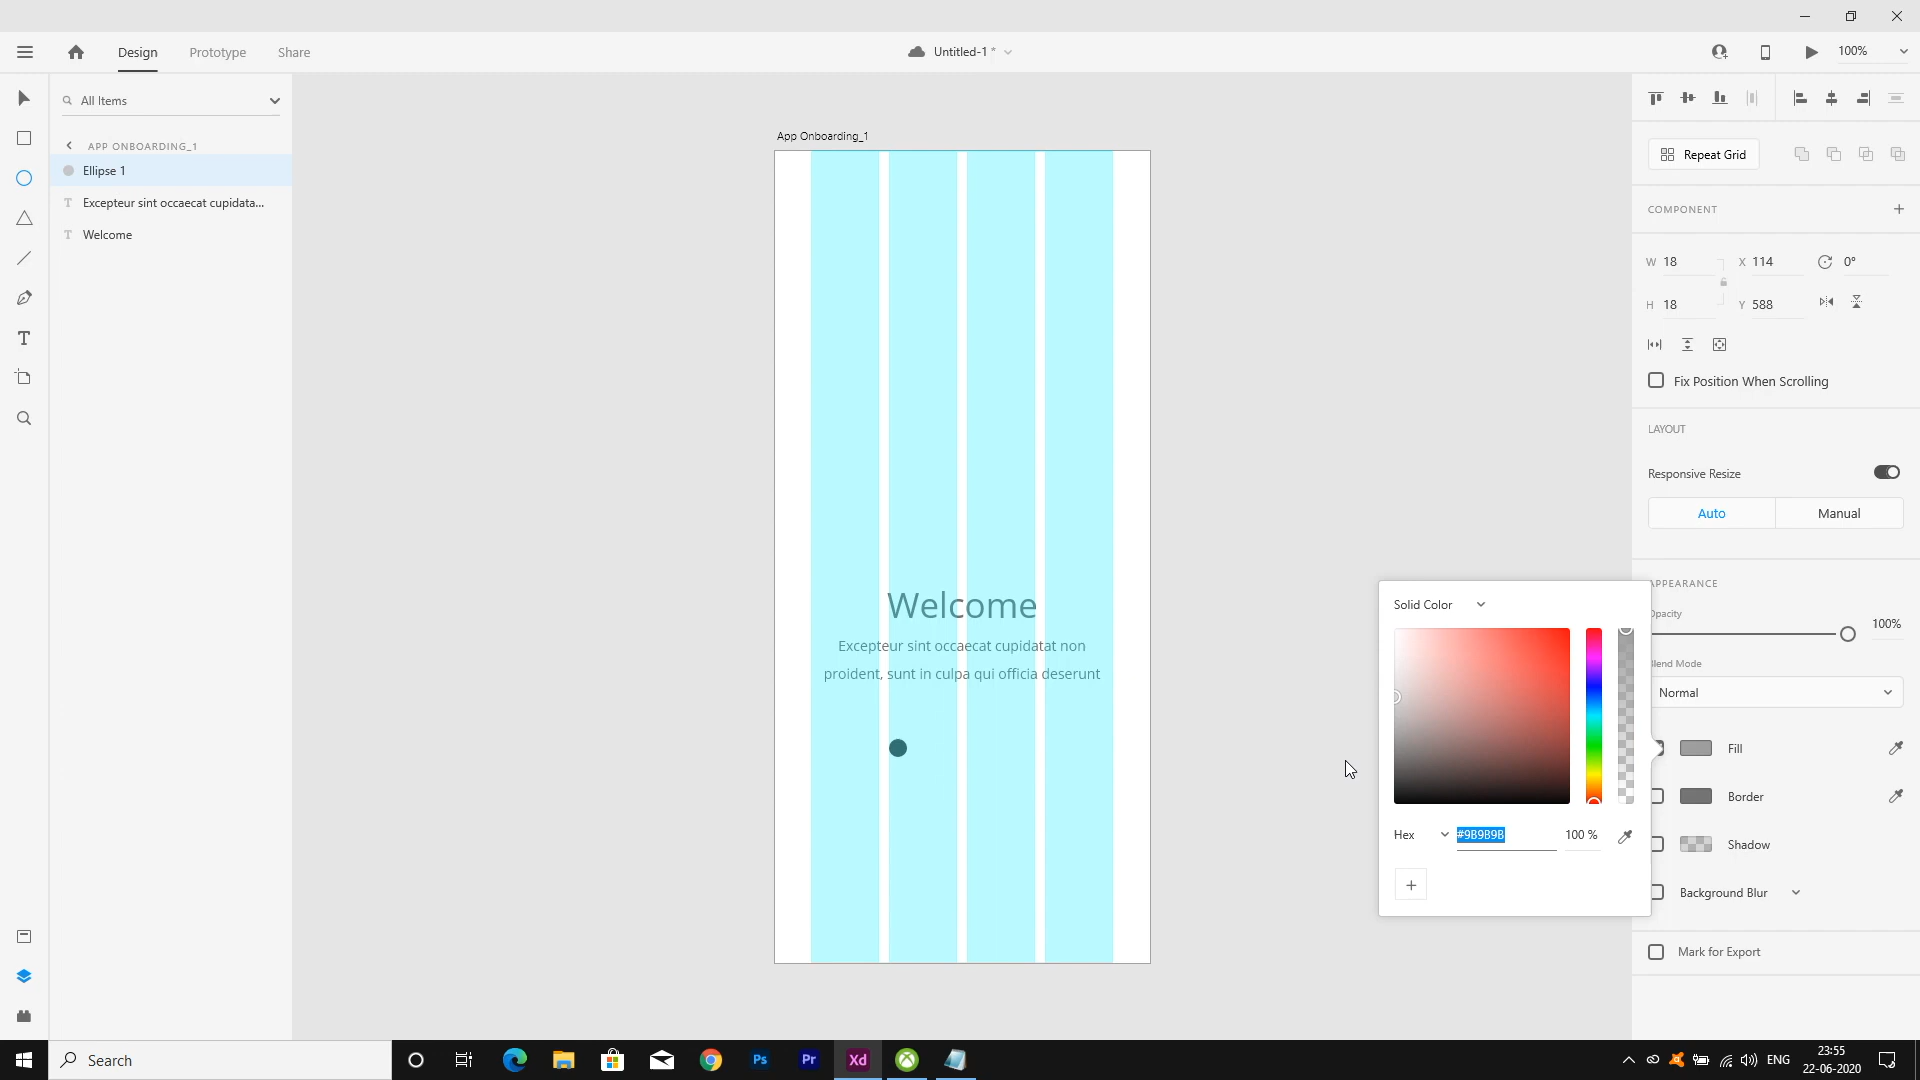 Design
Prototype
Share
Untitled-1 *
100%
All Items
APP ONBOARDING_1
Ellipse 1
Excepteur sint occaecat cupidata...
Welcome
App Onboarding_1
Welcome
Excepteur sint occaecat cupidatat non
proident, sunt in culpa qui officia deserunt
Repeat Grid
COMPONENT
W 18
X 114
0°
H 18
Y 588
Fix Position When Scrolling
LAYOUT
Responsive Resize
Auto
Manual
APPEARANCE
Opacity
100%
Blend Mode
Normal
Fill
Border
Shadow
Background Blur
Mark for Export
Solid Color
Hex
#9B9B9B
100 %
Search
Ps
Pr
Xd
ENG
23:55
22-06-2020